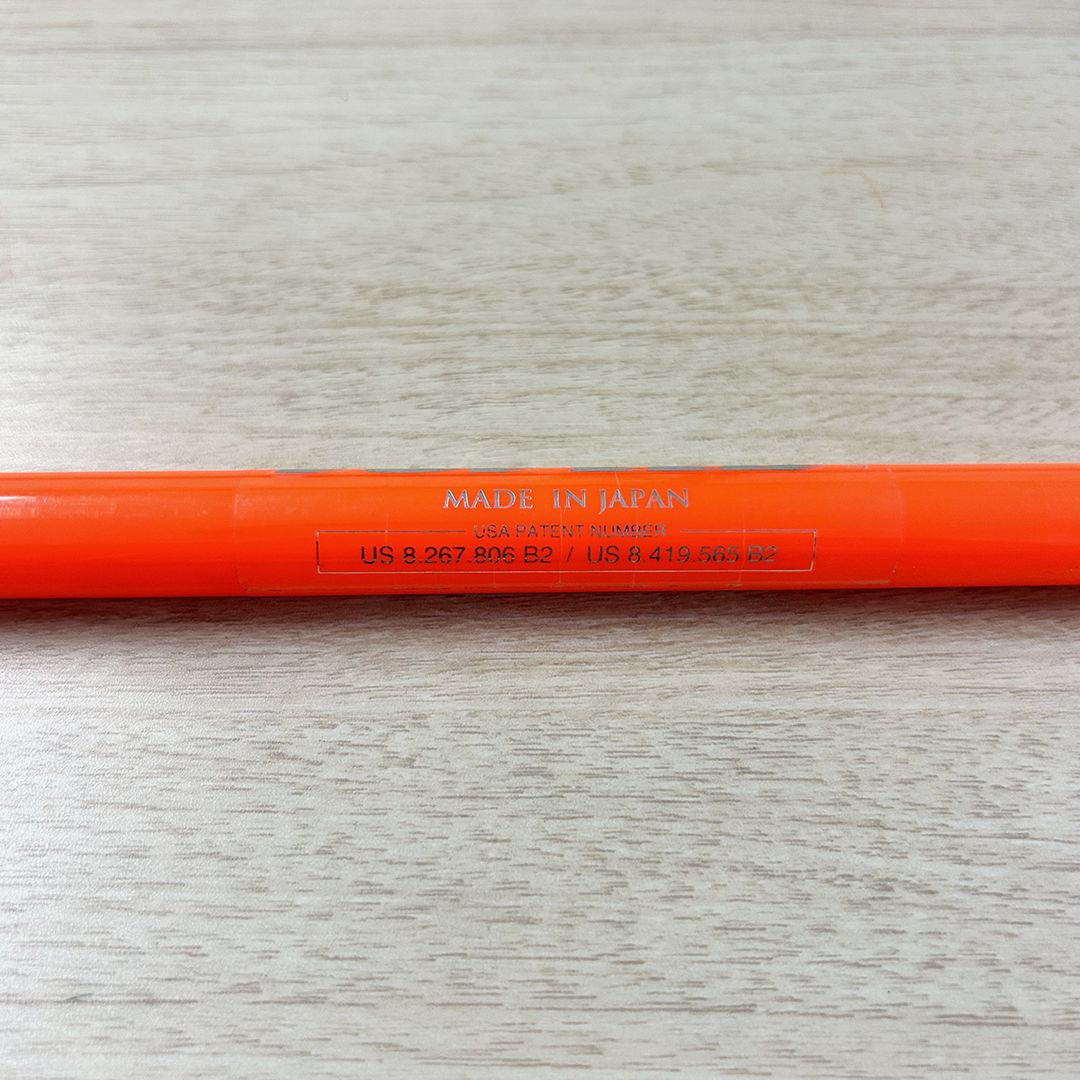 MADE IN JAPAN
USA PATENT NUMBER
US 8.267.806 B2 / US 8.419.565 B2